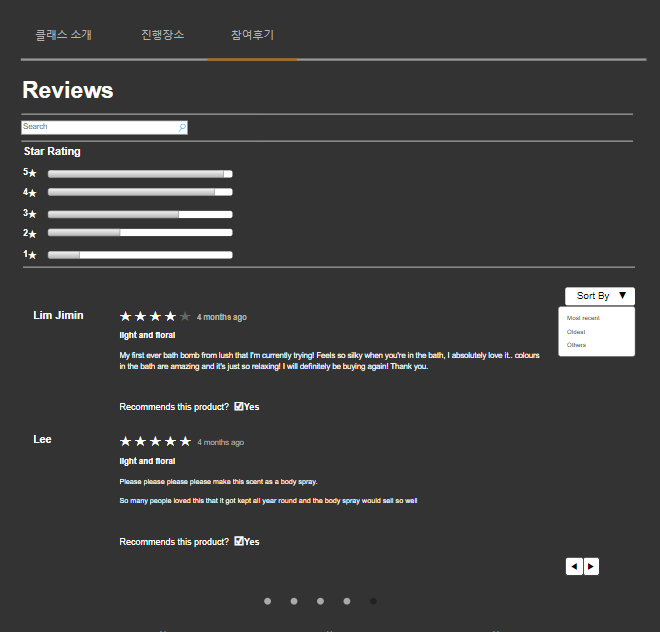 클래스 소개 진행장소 참여후기
Reviews
Search
Star Rating
5★
4★
3★
2★
1★
Sort By ▼
Most recent
Oldest
Others
Lim Jimin ★★★★★ 4 months ago
light and floral
My first ever bath bomb from lush that I'm currently trying! Feels so silky when you're in the bath, I absolutely love it.. colours
in the bath are amazing and it's just so relaxing! I will definitely be buying again! Thank you.
Recommends this product? ☑Yes
Lee ★★★★★ 4 months ago
light and floral
Please please please please make this scent as a body spray.
So many people loved this that it got kept all year round and the body spray would sell so well
Recommends this product? ☑Yes
◀ ▶